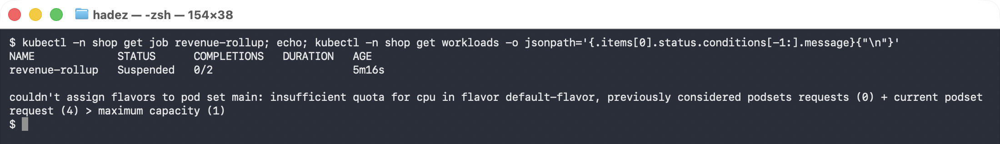 hadez — -zsh — 154×38
$ kubectl -n shop get job revenue-rollup; echo; kubectl -n shop get workloads -o jsonpath='{.items[0].status.conditions[-1:].message}{"\n"}'
NAME             STATUS      COMPLETIONS   DURATION   AGE
revenue-rollup   Suspended   0/2                      5m16s

couldn't assign flavors to pod set main: insufficient quota for cpu in flavor default-flavor, previously considered podsets requests (0) + current podset
request (4) > maximum capacity (1)
$